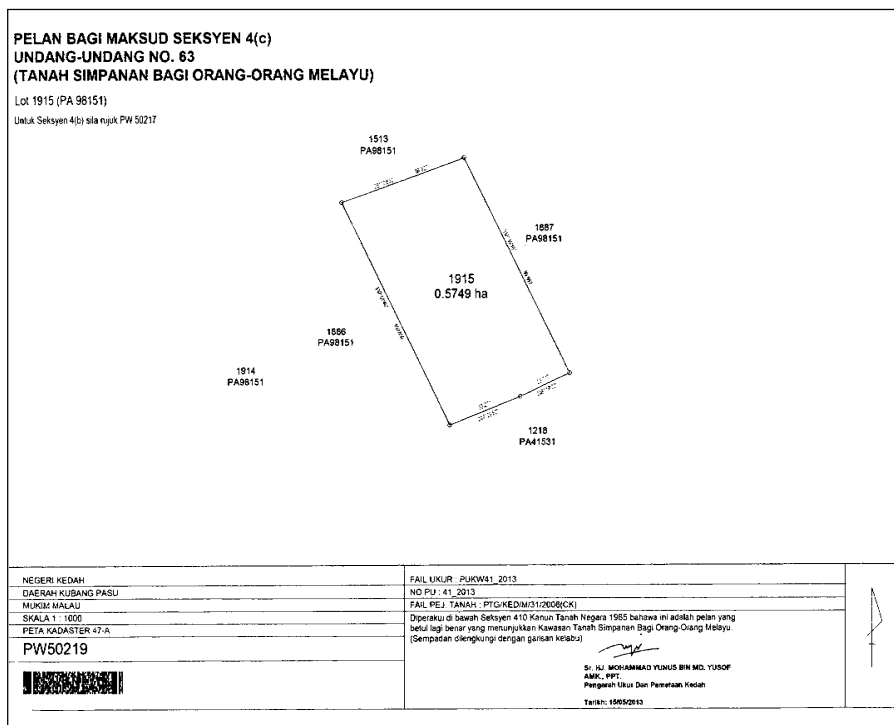 PELAN BAGI MAKSUD SEKSYEN 4(c)
UNDANG-UNDANG NO. 63
(TANAH SIMPANAN BAGI ORANG-ORANG MELAYU)
Lot 1915 (PA 98151)
Untuk Seksyen 4(b) sila rujuk PW 50217
1513
PA98151
1887
PA98151
1915
0.5749 ha
1886
PA98151
1914
PA98151
1218
PA41531
NEGERI KEDAH
DAERAH KUBANG PASU
MUKIM MALAU
SKALA 1 : 1000
PETA KADASTER 47-A
PW50219
FAIL UKUR : PUKW41_2013
NO PU : 41_2013
FAIL PEJ. TANAH : PTG/KED/M/31/2008(CK)
Diperakui di bawah Seksyen 410 Kanun Tanah Negara 1965 bahawa ini adalah pelan yang
betul lagi benar yang menunjukkan Kawasan Tanah Simpanan Bagi Orang-Orang Melayu
(Sempadan dilengkungi dengan garisan kelabu)
Sr. HJ. MOHAMMAD YUNUS BIN MD. YUSOF
AMK., PPT.
Pengarah Ukur Dan Pemetaan Kedah
Tarikh: 15/05/2013